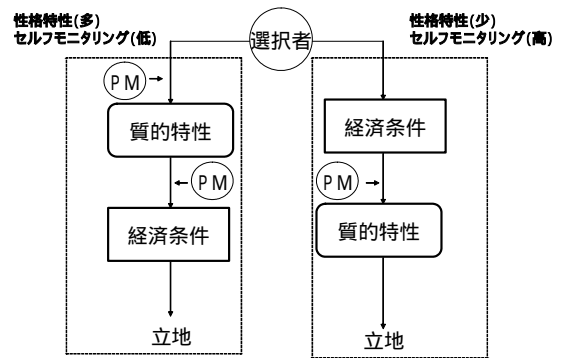 性格特性(多)
セルフモニタリング(低)
選択者
性格特性(少)
セルフモニタリング(高)
PM
質的特性
PM
経済条件
立地
経済条件
PM
質的特性
立地